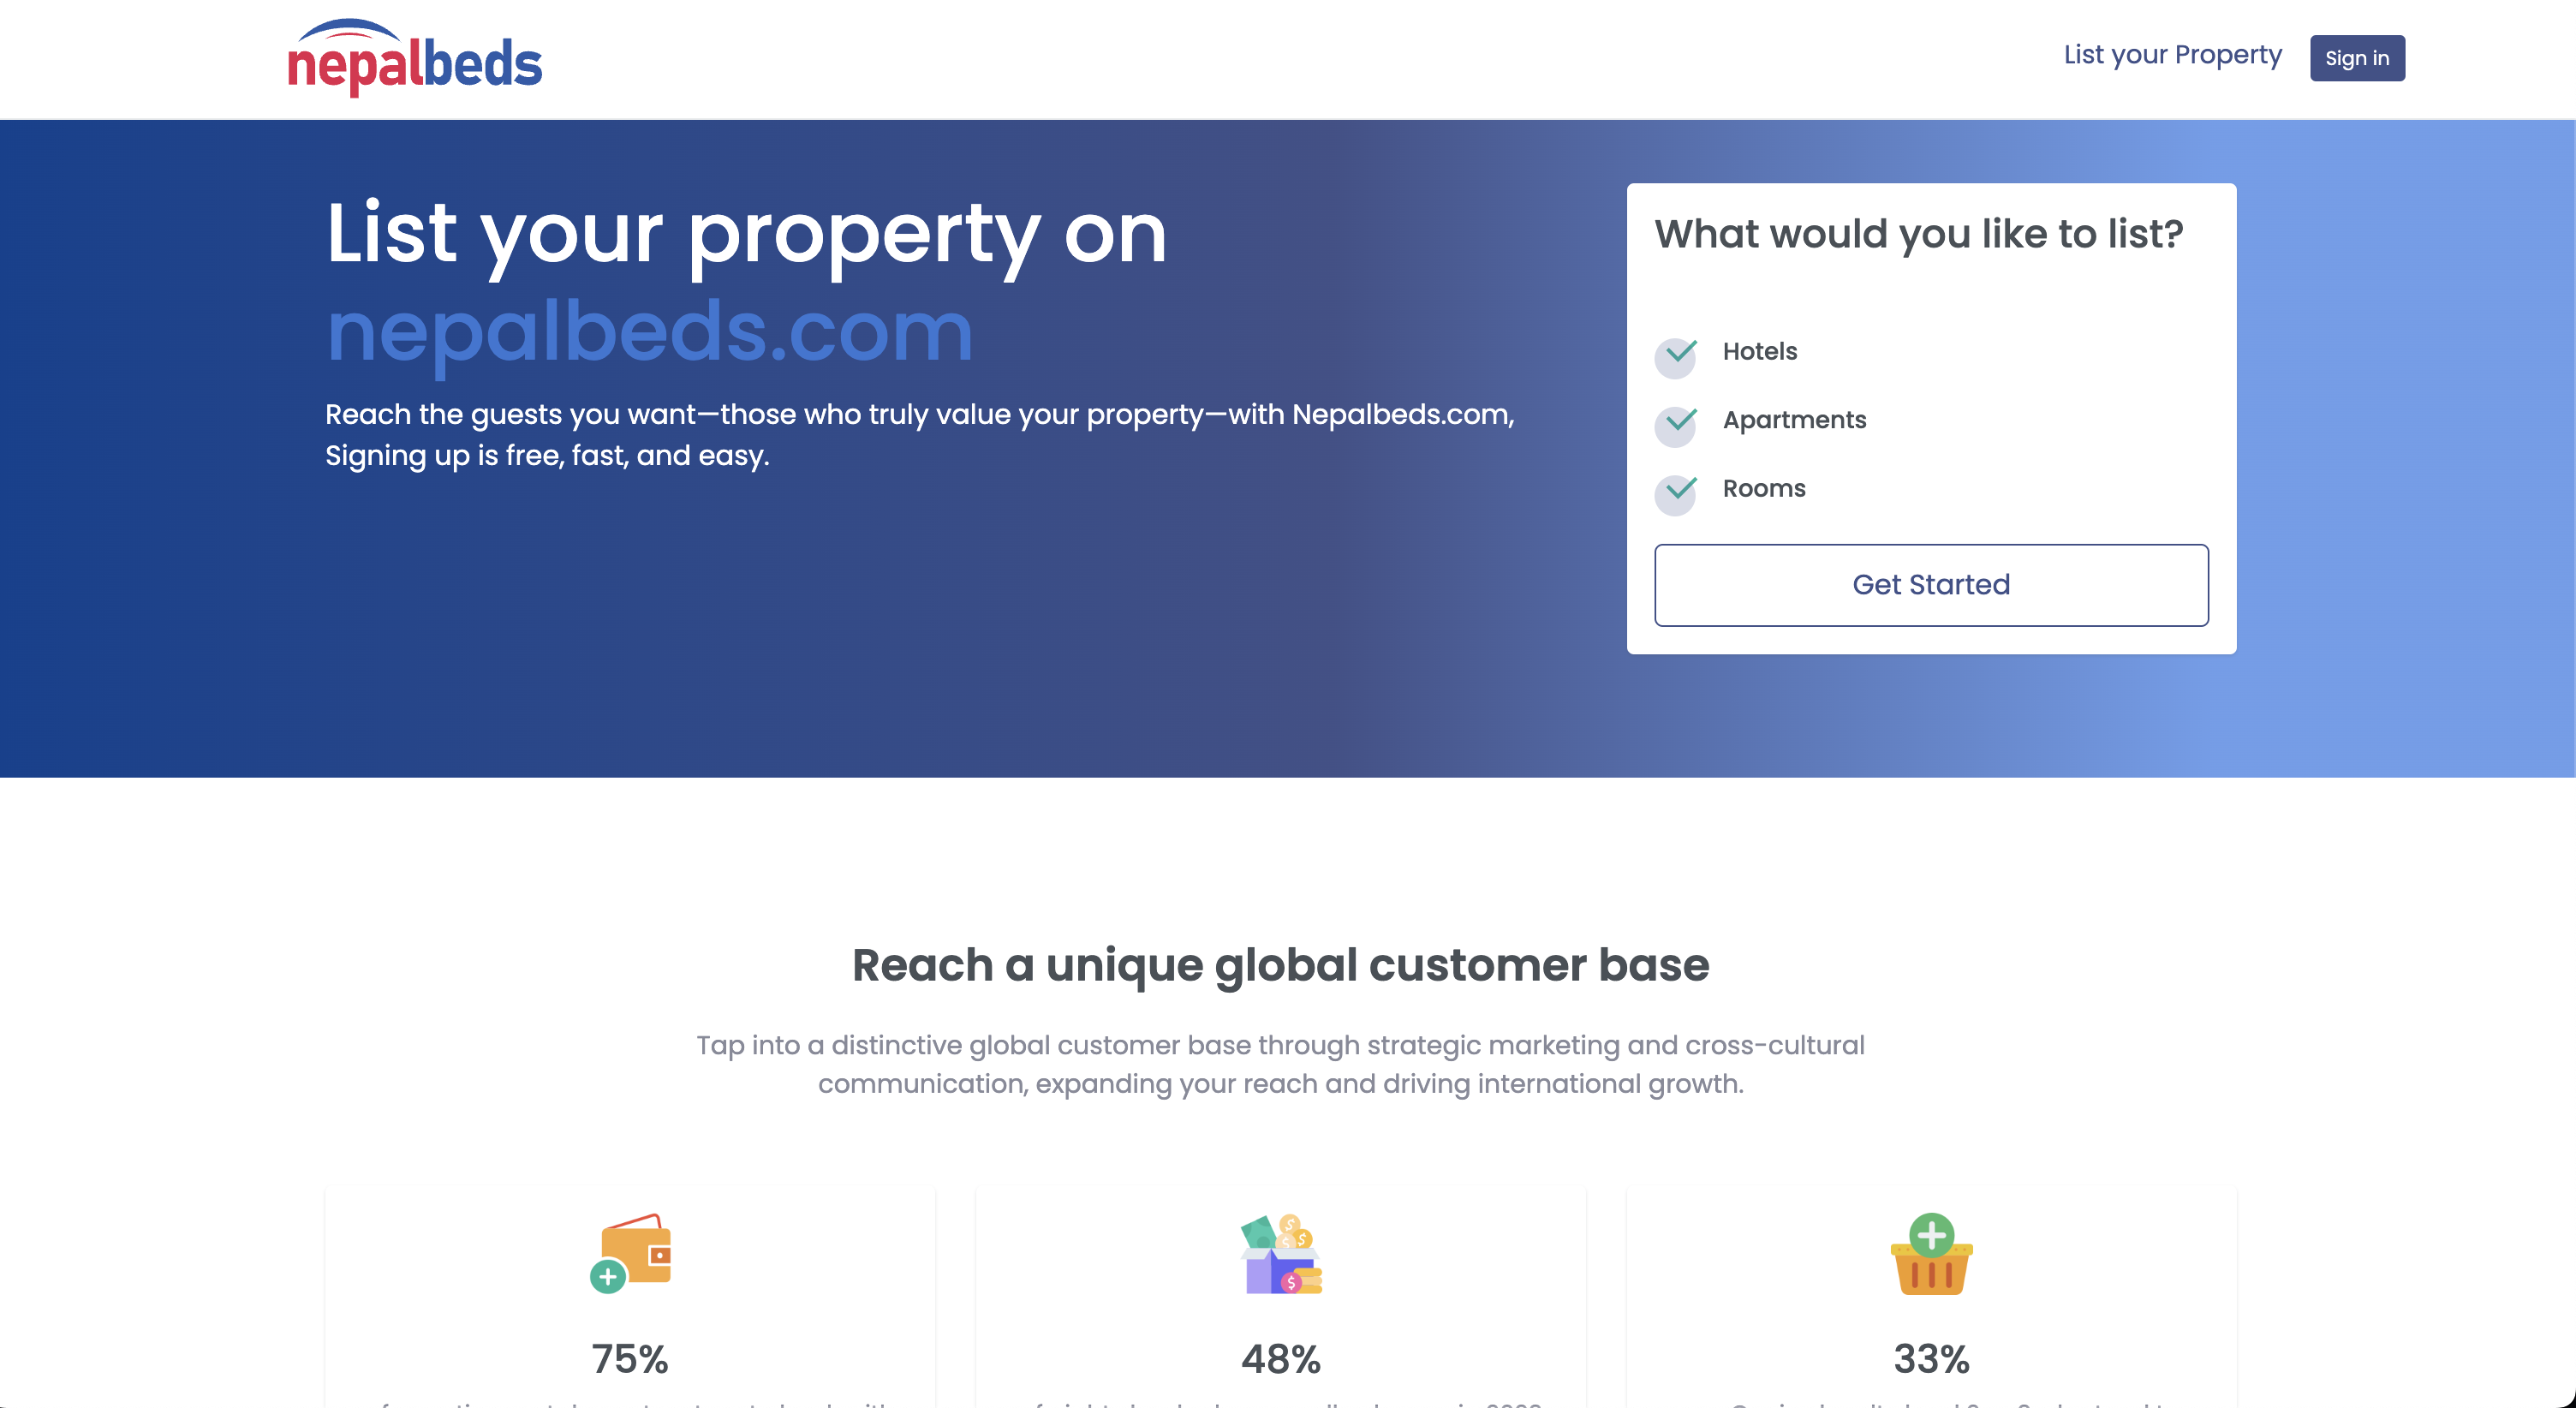 nepalbeds
List your Property
Sign in
List your property on
nepalbeds.com
Reach the guests you want—those who truly value your property—with Nepalbeds.com,
Signing up is free, fast, and easy.
What would you like to list?
Hotels
Apartments
Rooms
Get Started
Reach a unique global customer base
Tap into a distinctive global customer base through strategic marketing and cross-cultural
communication, expanding your reach and driving international growth.
75%
48%
33%